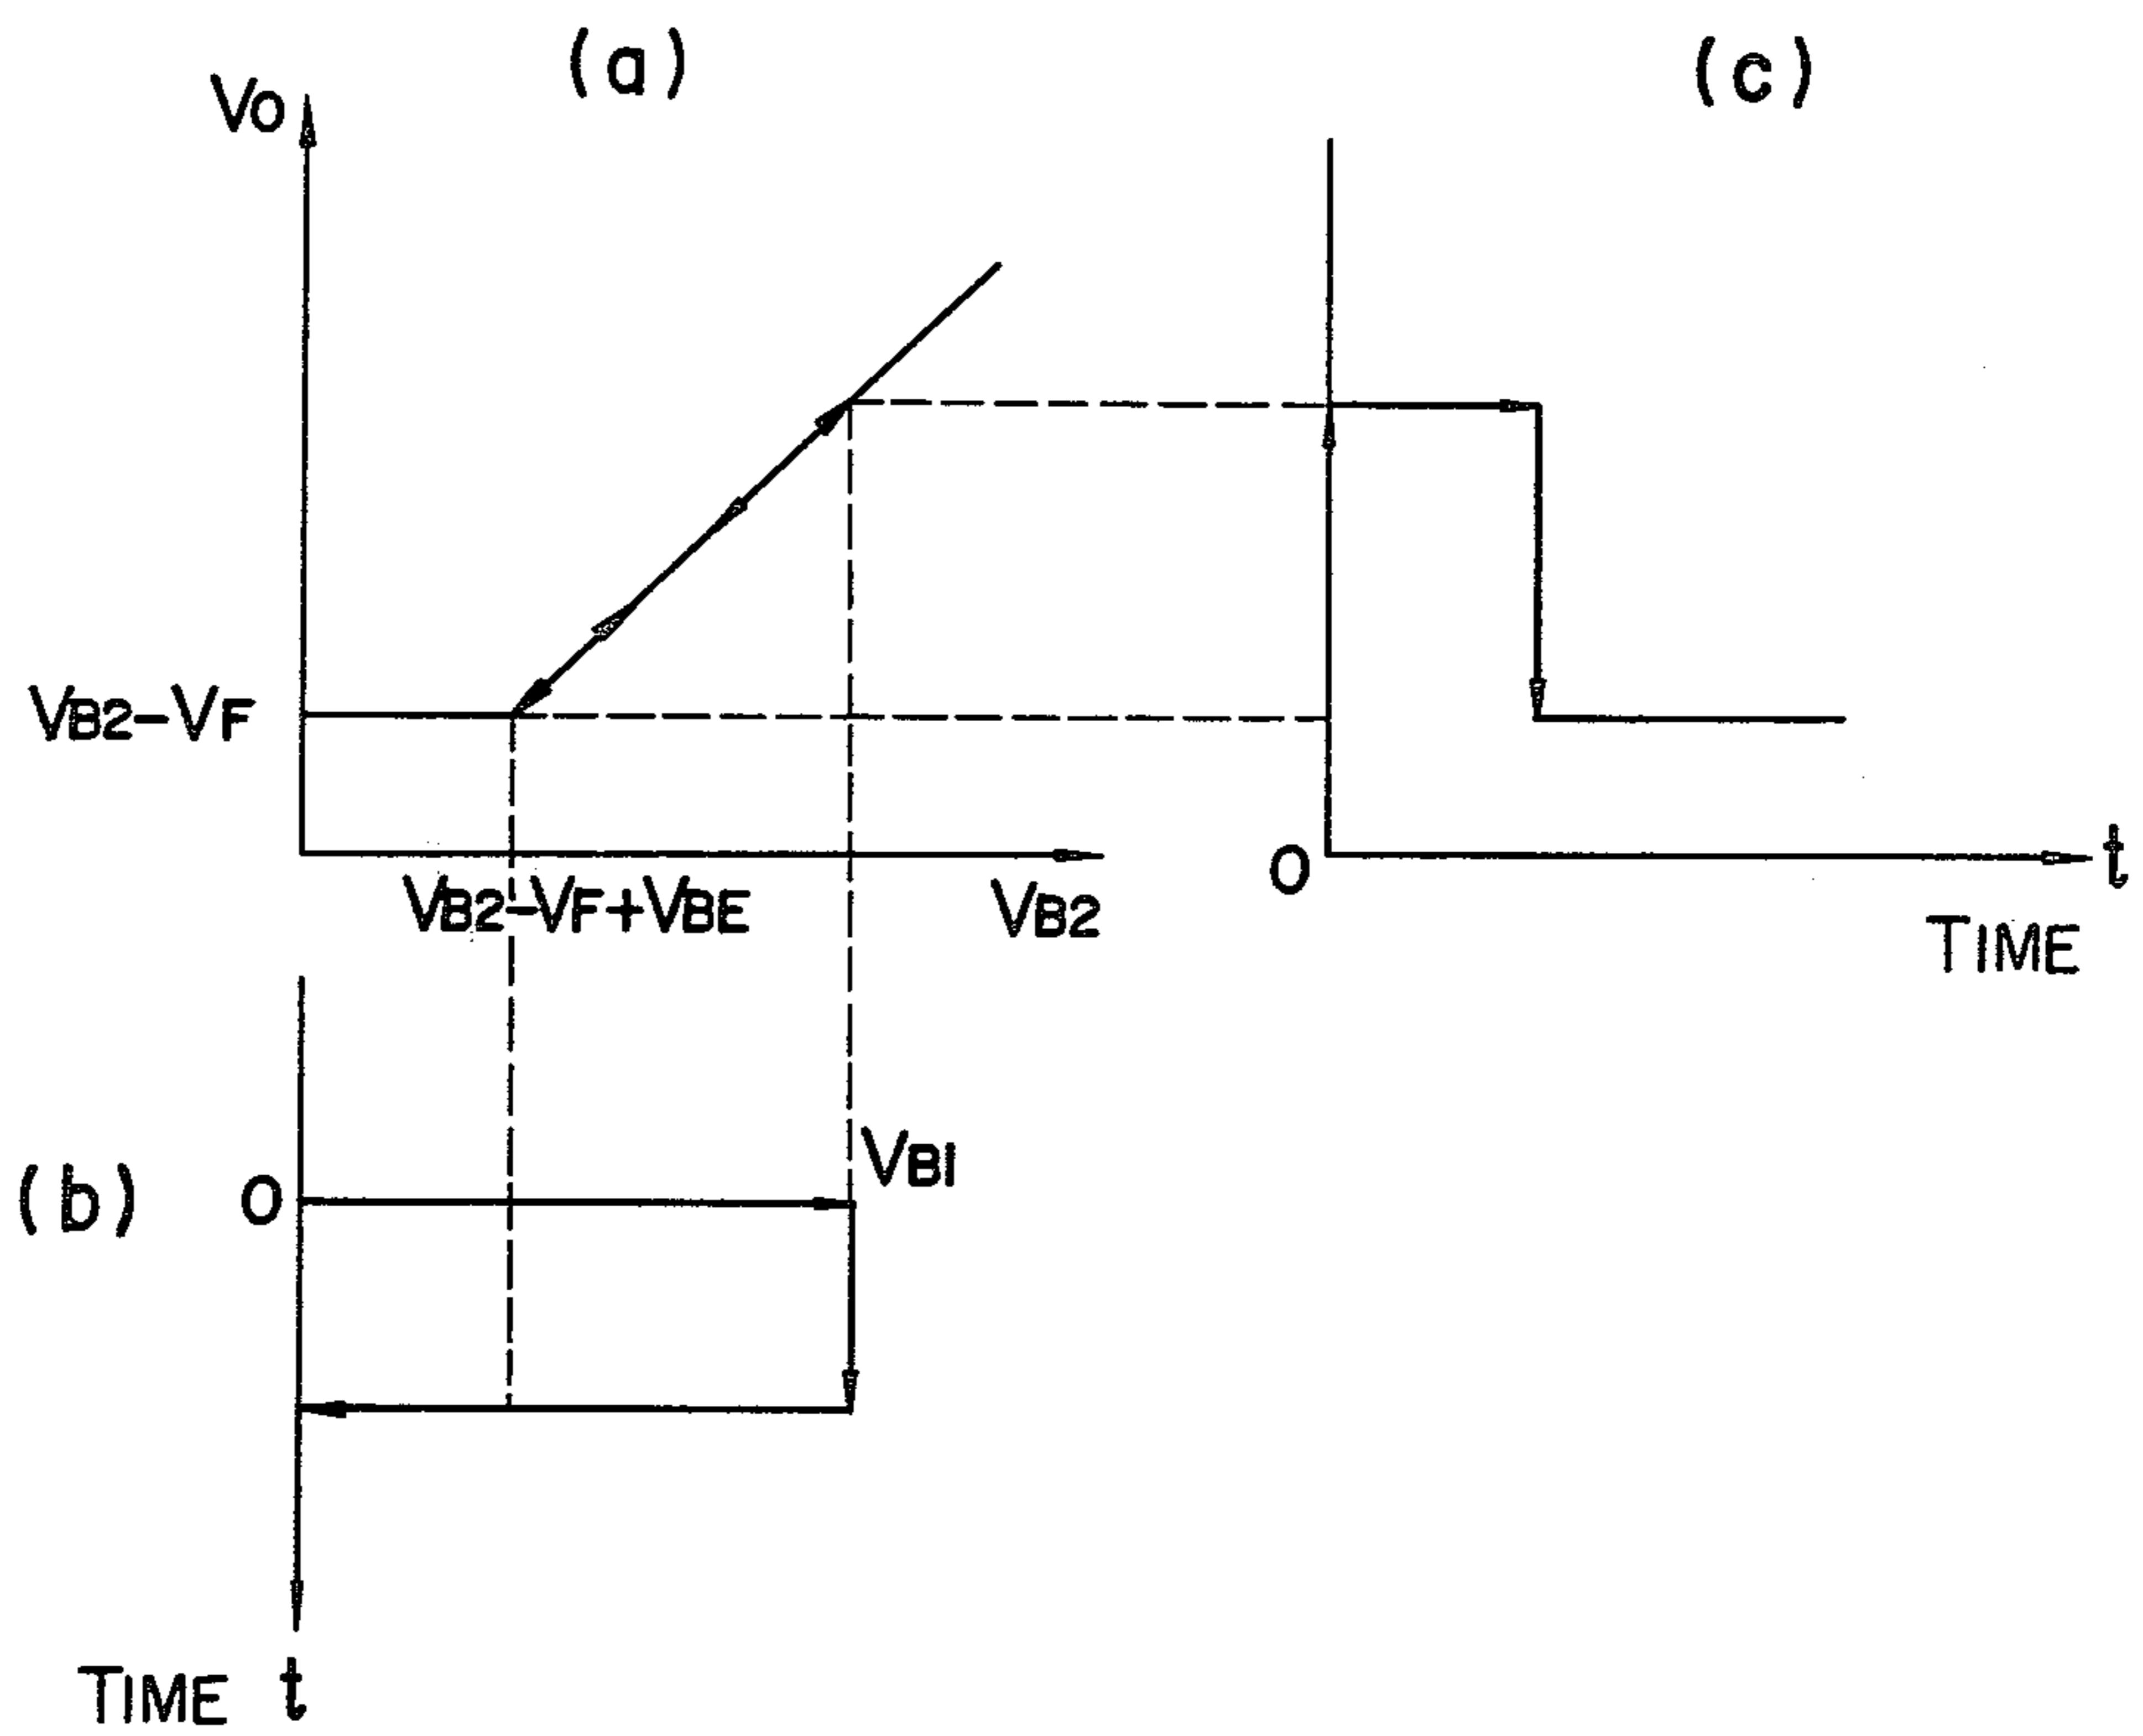 (a)
(c)
VO
VB2-VF
VB2-VF+VBE
VB2
O
t
TIME
VB1
(b)
O
TIME t